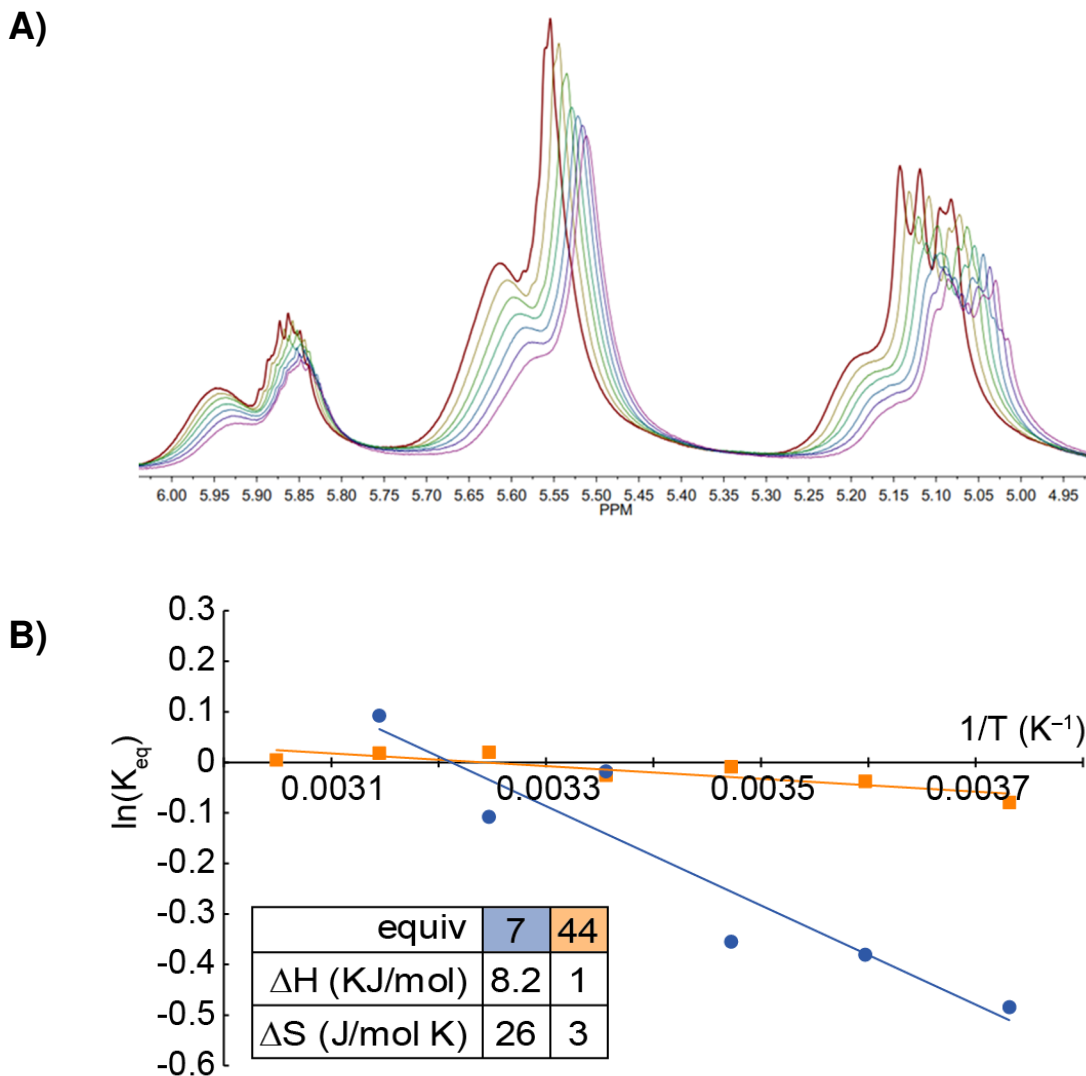 A)
6.00 5.95 5.90 5.85 5.80 5.75 5.70 5.65 5.60 5.55 5.50 5.45 5.40 5.35 5.30 5.25 5.20 5.15 5.10 5.05 5.00 4.95
PPM
B)
0.3
0.2
0.1
0
-0.1
-0.2
-0.3
-0.4
-0.5
-0.6
ln(Keq)
1/T (K⁻¹)
0.0031 0.0033 0.0035 0.0037
equiv 7 44
ΔH (KJ/mol) 8.2 1
ΔS (J/mol K) 26 3